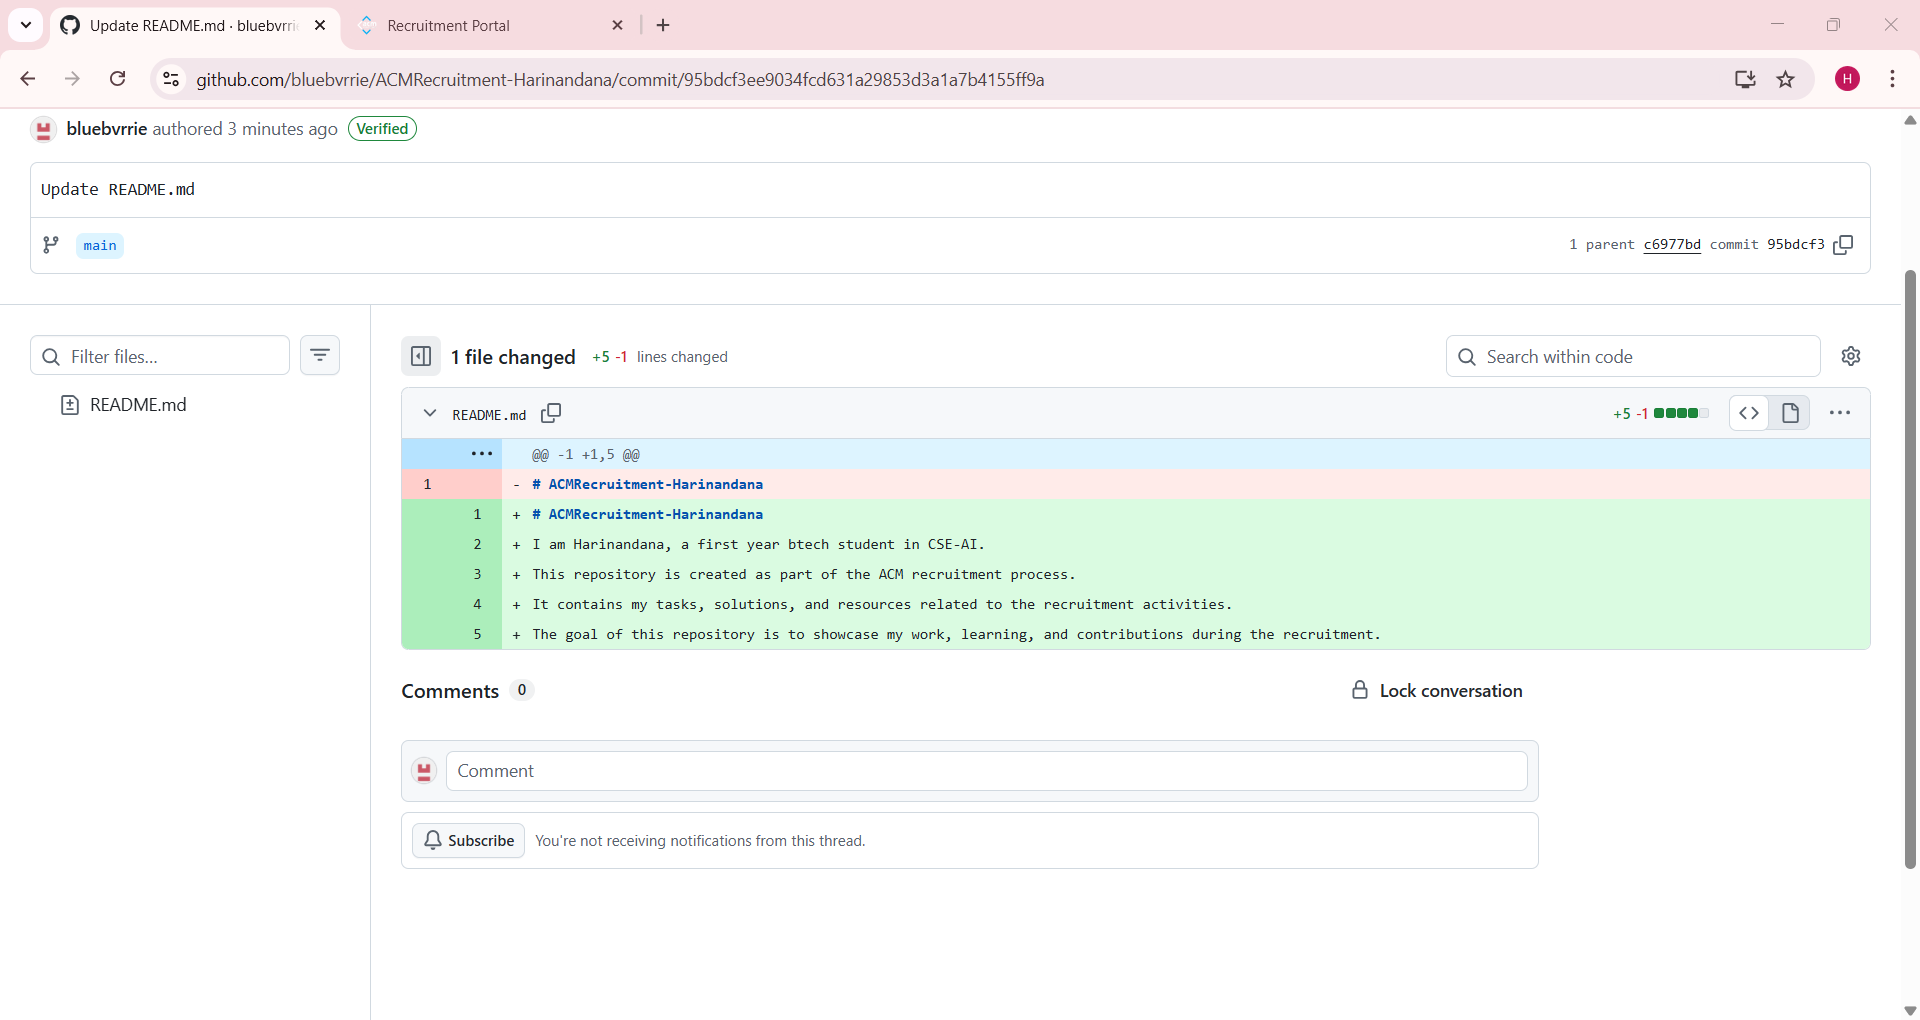 Update README.md · bluebvrrie
Recruitment Portal
github.com/bluebvrrie/ACMRecruitment-Harinandana/commit/95bdcf3ee9034fcd631a29853d3a1a7b4155ff9a
H
bluebvrrie authored 3 minutes ago Verified
Update README.md
main
1 parent c6977bd commit 95bdcf3
Filter files...
1 file changed +5 -1 lines changed
Search within code
README.md
README.md
+5 -1
@@ -1 +1,5 @@
1 - # ACMRecruitment-Harinandana
1 + # ACMRecruitment-Harinandana
2 + I am Harinandana, a first year btech student in CSE-AI.
3 + This repository is created as part of the ACM recruitment process.
4 + It contains my tasks, solutions, and resources related to the recruitment activities.
5 + The goal of this repository is to showcase my work, learning, and contributions during the recruitment.
Comments 0
Lock conversation
Comment
Subscribe You're not receiving notifications from this thread.